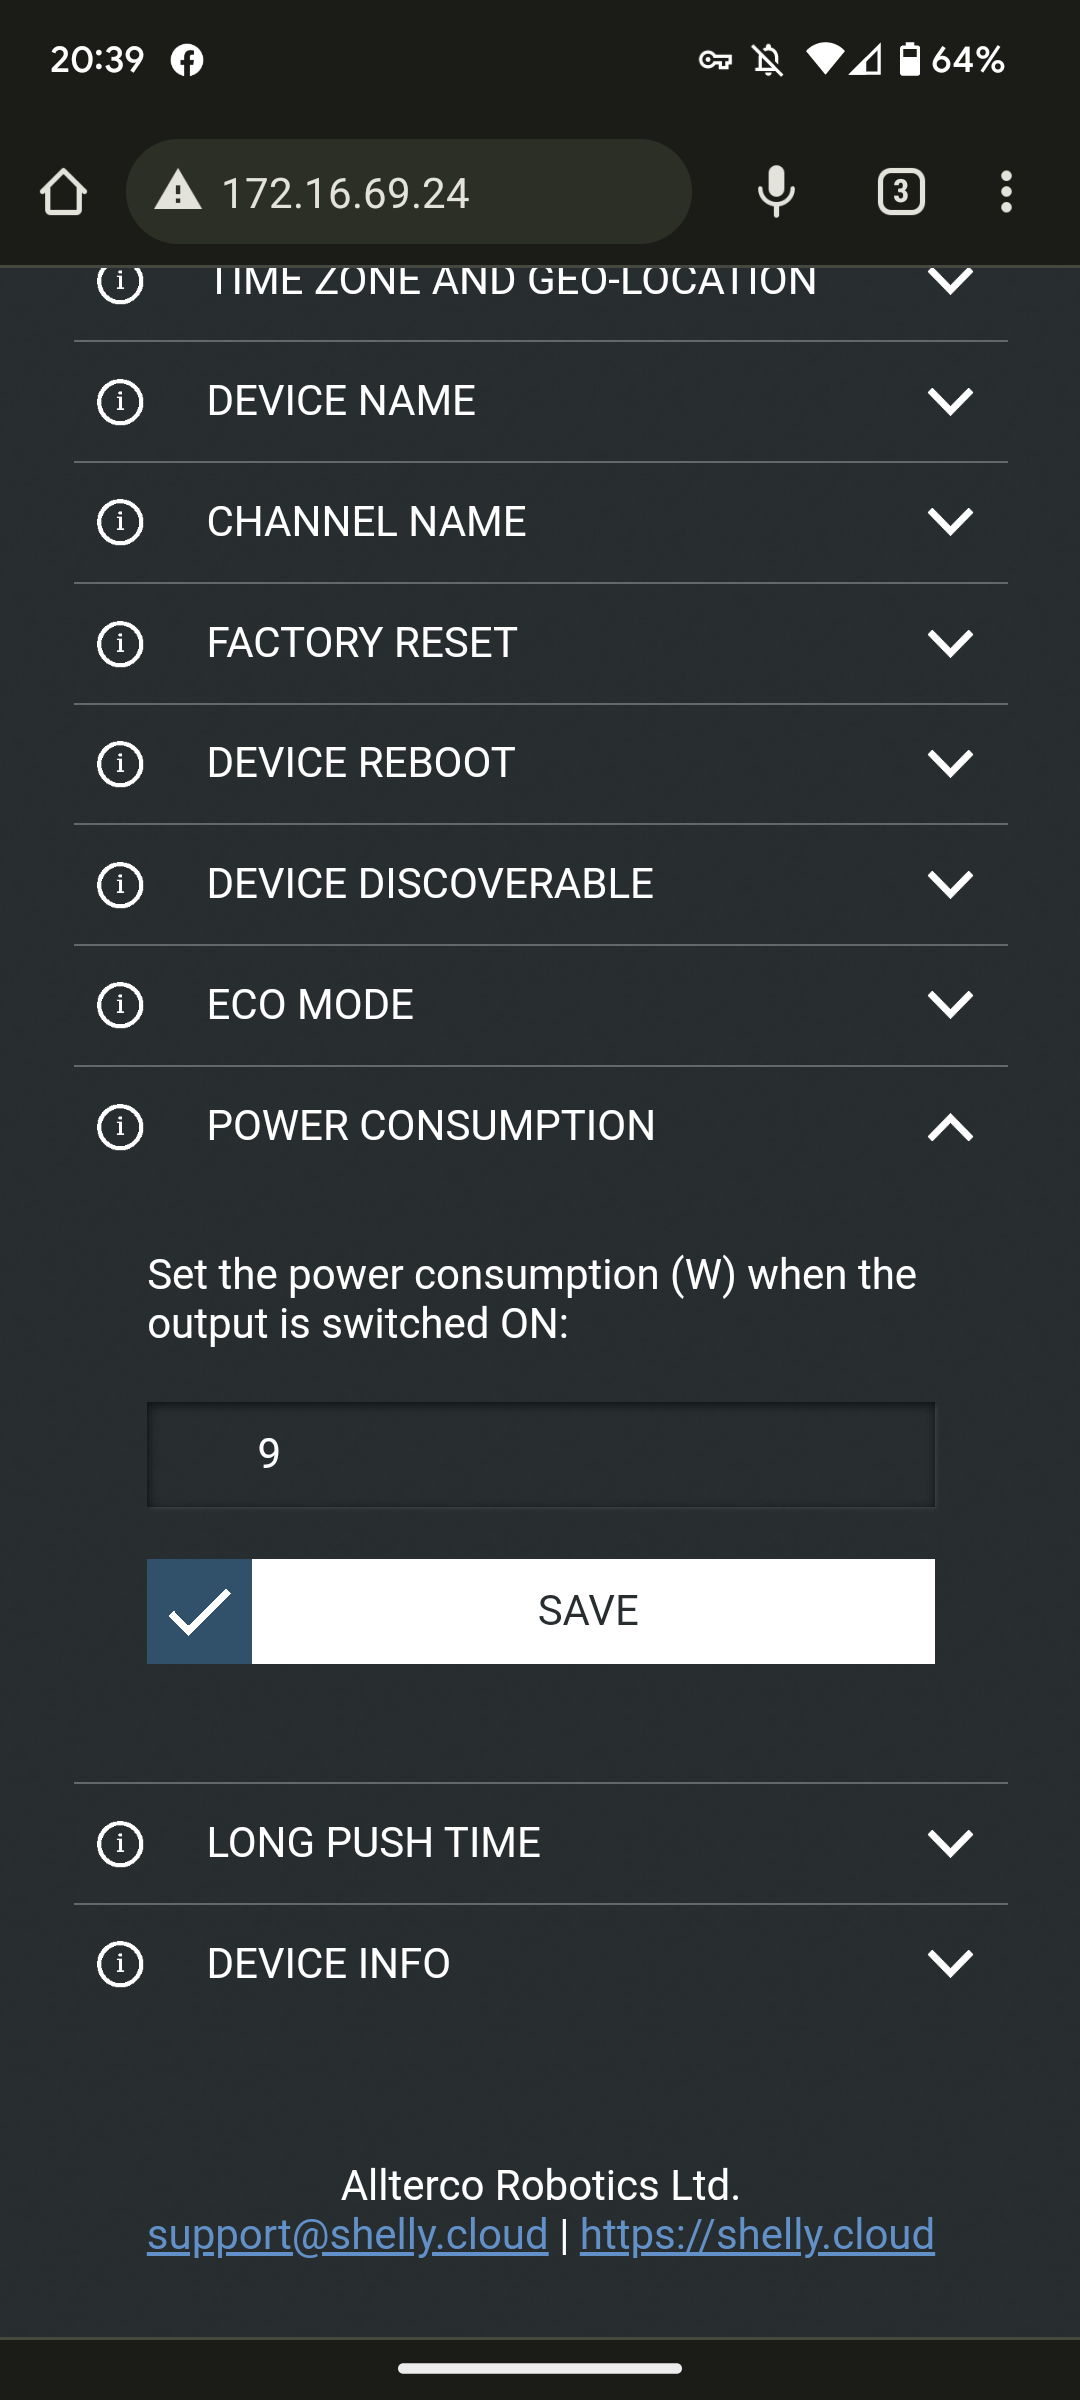 20:39
64%
172.16.69.24
3
TIME ZONE AND GEO-LOCATION
DEVICE NAME
CHANNEL NAME
FACTORY RESET
DEVICE REBOOT
DEVICE DISCOVERABLE
ECO MODE
POWER CONSUMPTION
Set the power consumption (W) when the
output is switched ON:
9
SAVE
LONG PUSH TIME
DEVICE INFO
Allterco Robotics Ltd.
support@shelly.cloud | https://shelly.cloud